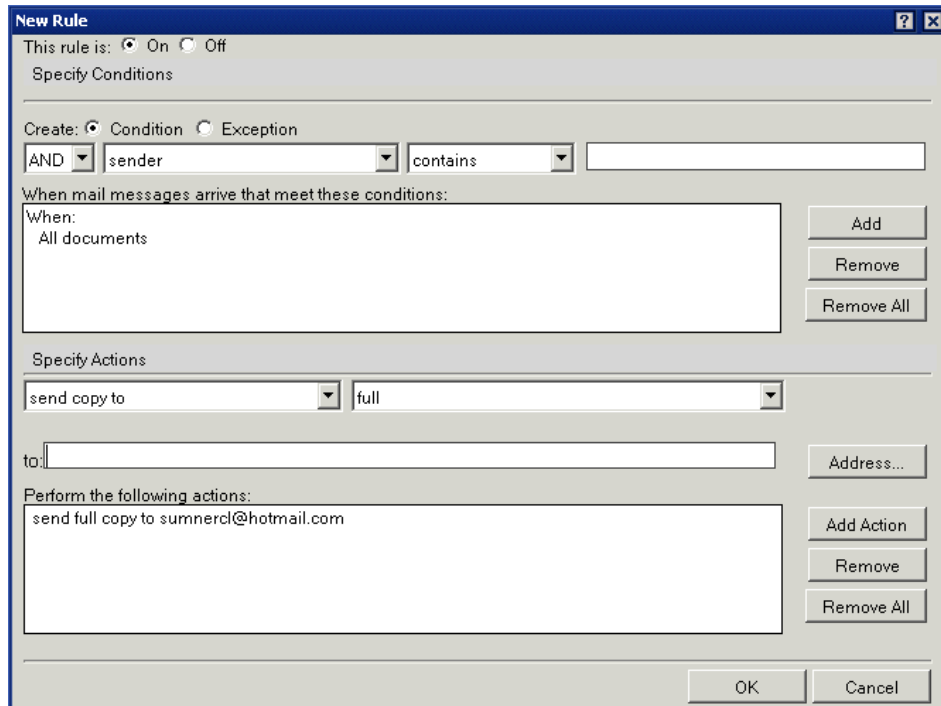 New Rule
This rule is: On Off
Specify Conditions
Create: Condition Exception
AND sender contains
When mail messages arrive that meet these conditions:
When:
All documents
Add
Remove
Remove All
Specify Actions
send copy to full
to: Address...
Perform the following actions:
send full copy to sumnercl@hotmail.com
Add Action
Remove
Remove All
OK Cancel